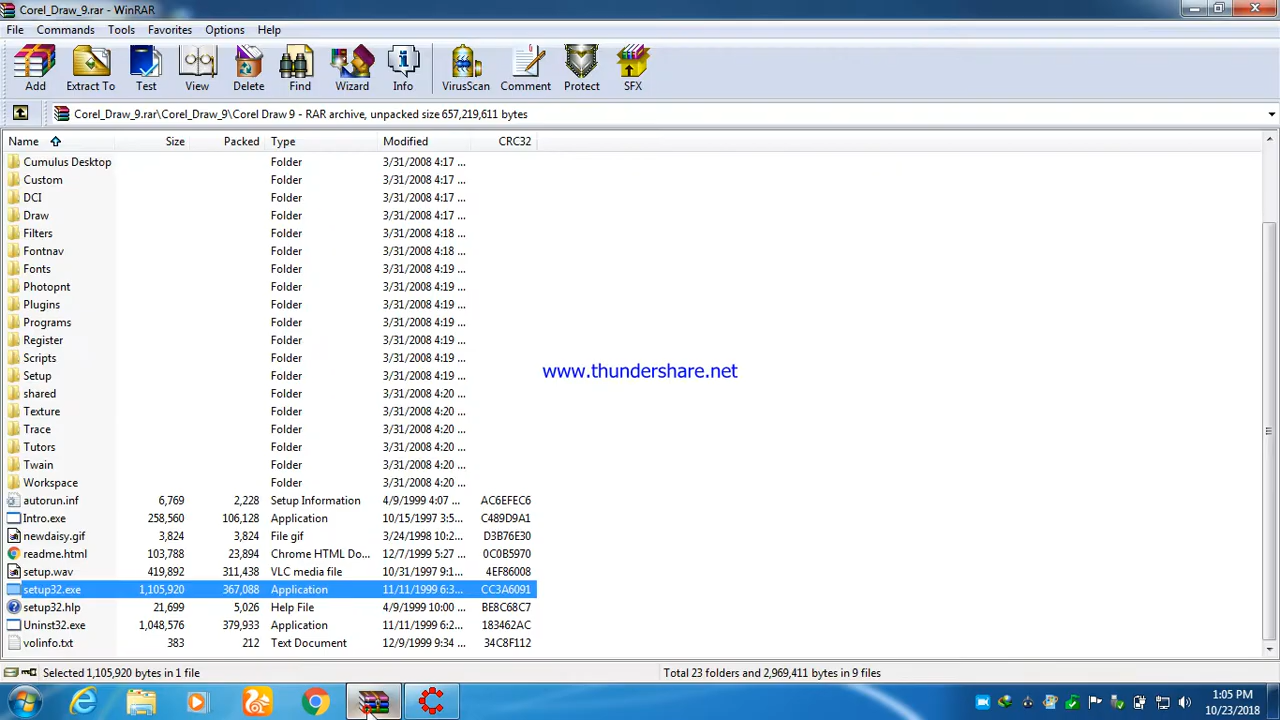 Corel_Draw_9.rar - WinRAR
File Commands Tools Favorites Options Help
Add Extract To Test View Delete Find Wizard Info VirusScan Comment Protect SFX
Corel_Draw_9.rar\Corel_Draw_9\Corel Draw 9 - RAR archive, unpacked size 657,219,611 bytes
Name Size Packed Type Modified CRC32
Cumulus Desktop Folder 3/31/2008 4:17 ...
Custom Folder 3/31/2008 4:17 ...
DCI Folder 3/31/2008 4:17 ...
Draw Folder 3/31/2008 4:17 ...
Filters Folder 3/31/2008 4:18 ...
Fontnav Folder 3/31/2008 4:18 ...
Fonts Folder 3/31/2008 4:19 ...
Photopnt Folder 3/31/2008 4:19 ...
Plugins Folder 3/31/2008 4:19 ...
Programs Folder 3/31/2008 4:19 ...
Register Folder 3/31/2008 4:19 ...
Scripts Folder 3/31/2008 4:19 ...
www.thundershare.net
Setup Folder 3/31/2008 4:19 ...
shared Folder 3/31/2008 4:20 ...
Texture Folder 3/31/2008 4:20 ...
Trace Folder 3/31/2008 4:20 ...
Tutors Folder 3/31/2008 4:20 ...
Twain Folder 3/31/2008 4:20 ...
Workspace Folder 3/31/2008 4:20 ...
autorun.inf 6,769 2,228 Setup Information 4/9/1999 4:07 ... AC6EFEC6
Intro.exe 258,560 106,128 Application 10/15/1997 3:5... C489D9A1
newdaisy.gif 3,824 3,824 File gif 3/24/1998 10:2... D3B76E30
readme.html 103,788 23,894 Chrome HTML Do... 12/7/1999 5:27 ... 0C0B5970
setup.wav 419,892 311,438 VLC media file 10/31/1997 9:1... 4EF86008
setup32.exe 1,105,920 367,088 Application 11/11/1999 6:3... CC3A6091
setup32.hlp 21,699 5,026 Help File 4/9/1999 10:00 ... BE8C68C7
Uninst32.exe 1,048,576 379,933 Application 11/11/1999 6:2... 183462AC
volinfo.txt 383 212 Text Document 12/9/1999 9:34 ... 34C8F112
Selected 1,105,920 bytes in 1 file Total 23 folders and 2,969,411 bytes in 9 files
1:05 PM
10/23/2018